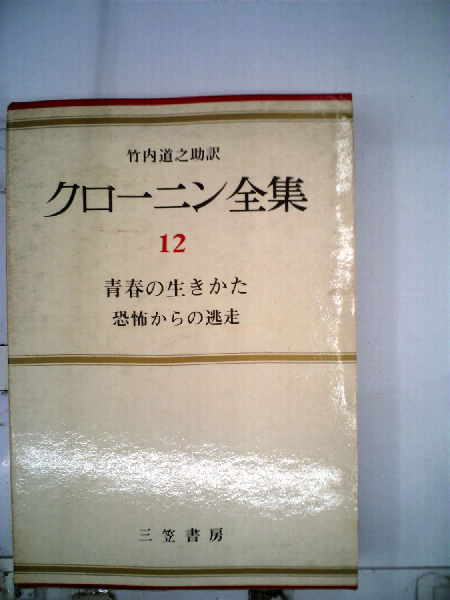 竹内道之助訳
クローニン全集
12
青春の生きかた
恐怖からの逃走
三笠書房